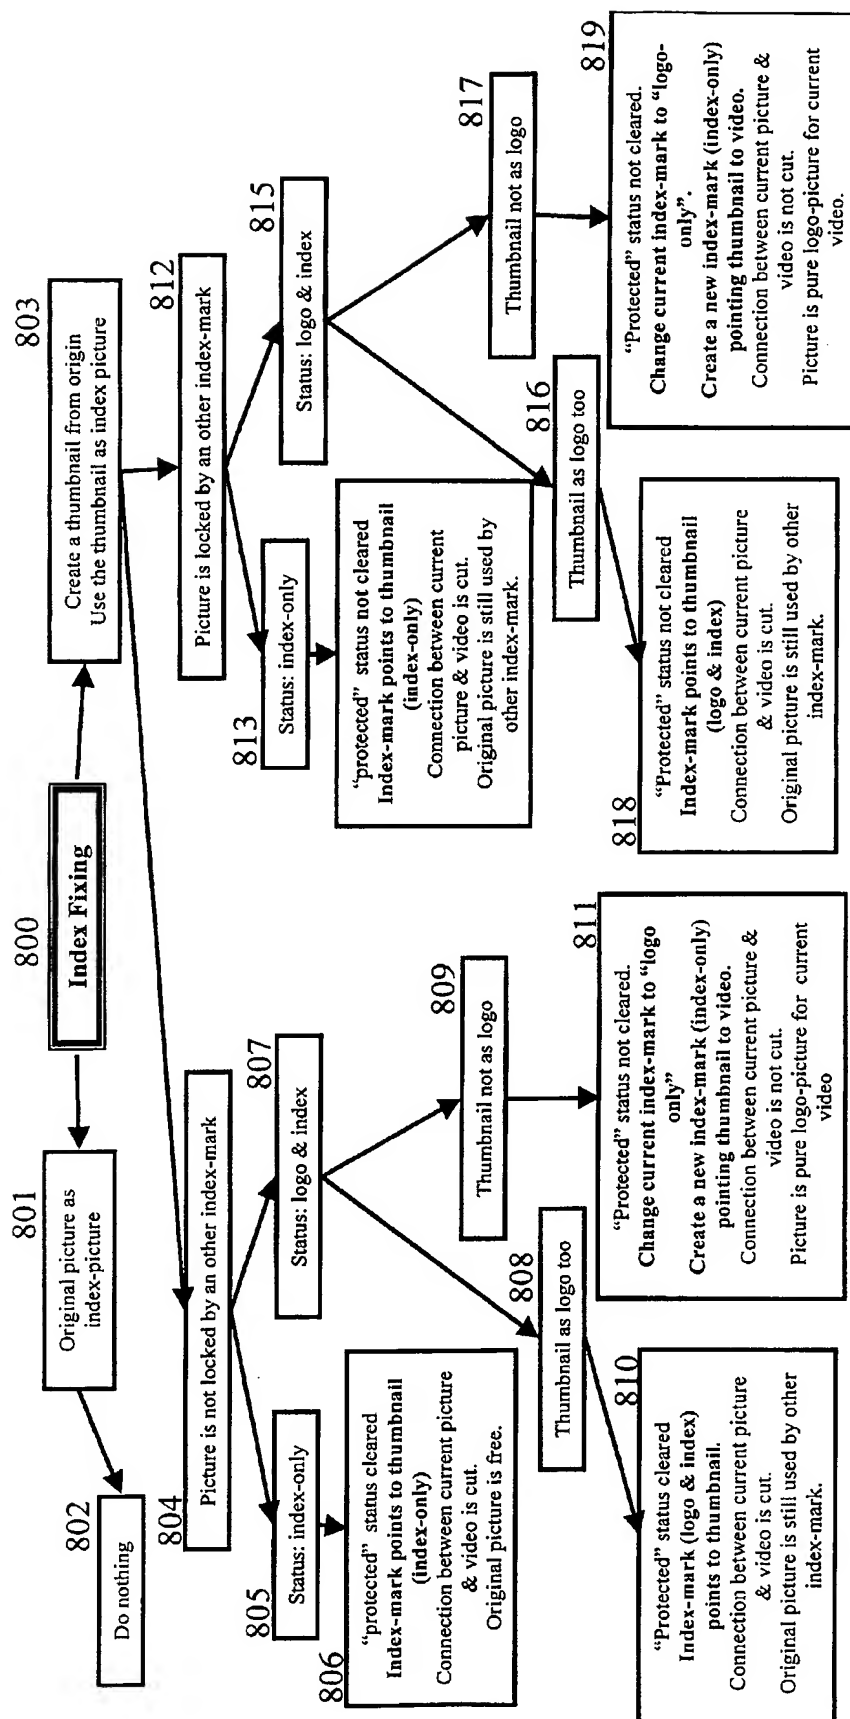 800
Index Fixing
801
Original picture as
index-picture
802
Do nothing
803
Create a thumbnail from origin
Use the thumbnail as index picture
804
Picture is not locked by an other index-mark
805
Status: index-only
806
“protected” status cleared
Index-mark points to thumbnail
(index-only)
Connection between current picture
& video is cut.
Original picture is free.
807
Status: logo & index
808
Thumbnail as logo too
809
Thumbnail not as logo
810
“Protected” status cleared
Index-mark (logo & index)
points to thumbnail.
Connection between current picture
& video is cut.
Original picture is still used by other
index-mark.
811
“Protected” status not cleared.
Change current index-mark to “logo
only”
Create a new index-mark (index-only)
pointing thumbnail to video.
Connection between current picture &
video is not cut.
Picture is pure logo-picture for current
video
812
Picture is locked by an other index-mark
813
Status: index-only
“protected” status not cleared
Index-mark points to thumbnail
(index-only)
Connection between current
picture & video is cut.
Original picture is still used by
other index-mark.
815
Status: logo & index
816
Thumbnail as logo too
817
Thumbnail not as logo
818
“Protected” status not cleared
Index-mark points to thumbnail
(logo & index)
Connection between current picture
& video is cut.
Original picture is still used by other
index-mark.
819
“Protected” status not cleared.
Change current index-mark to “logo-
only”.
Create a new index-mark (index-only)
pointing thumbnail to video.
Connection between current picture &
video is not cut.
Picture is pure logo-picture for current
video.